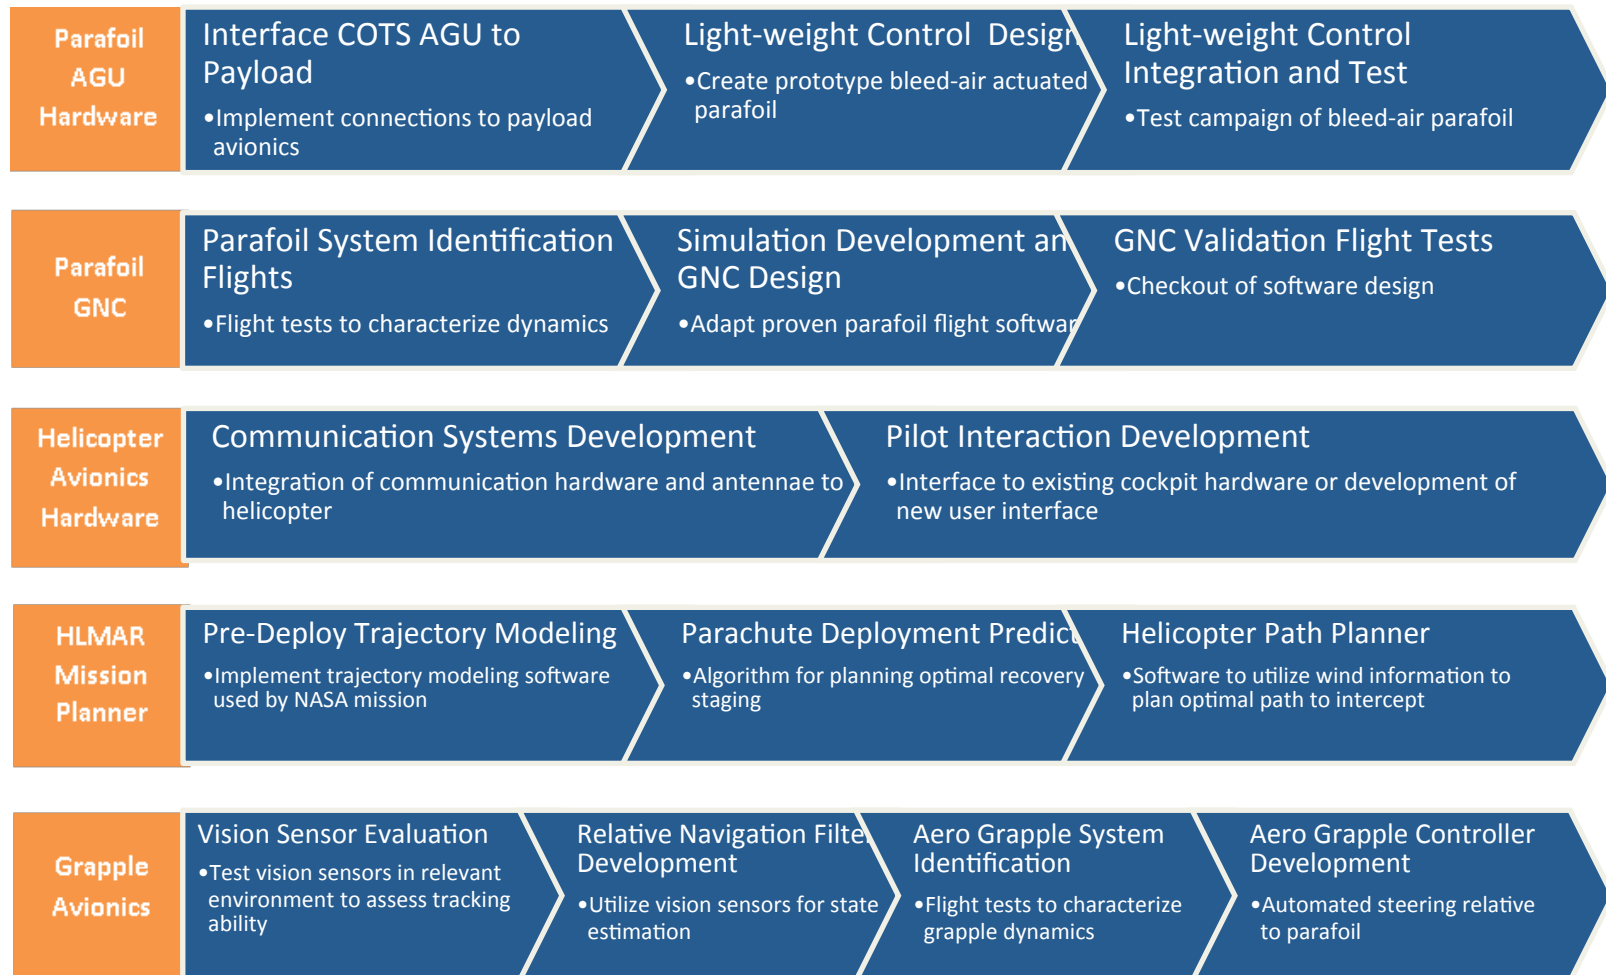 Parafoil
AGU
Hardware
Interface COTS AGU to
Payload
•Implement connections to payload
avionics
Light-weight Control Design
•Create prototype bleed-air actuated
parafoil
Light-weight Control
Integration and Test
•Test campaign of bleed-air parafoil
Parafoil
GNC
Parafoil System Identification
Flights
•Flight tests to characterize dynamics
Simulation Development an
GNC Design
•Adapt proven parafoil flight softwar
GNC Validation Flight Tests
•Checkout of software design
Helicopter
Avionics
Hardware
Communication Systems Development
•Integration of communication hardware and antennae to
helicopter
Pilot Interaction Development
•Interface to existing cockpit hardware or development of
new user interface
HLMAR
Mission
Planner
Pre-Deploy Trajectory Modeling
•Implement trajectory modeling software
used by NASA mission
Parachute Deployment Predict
•Algorithm for planning optimal recovery
staging
Helicopter Path Planner
•Software to utilize wind information to
plan optimal path to intercept
Grapple
Avionics
Vision Sensor Evaluation
•Test vision sensors in relevant
environment to assess tracking
ability
Relative Navigation Filte
Development
•Utilize vision sensors for state
estimation
Aero Grapple System
Identification
•Flight tests to characterize
grapple dynamics
Aero Grapple Controller
Development
•Automated steering relative
to parafoil